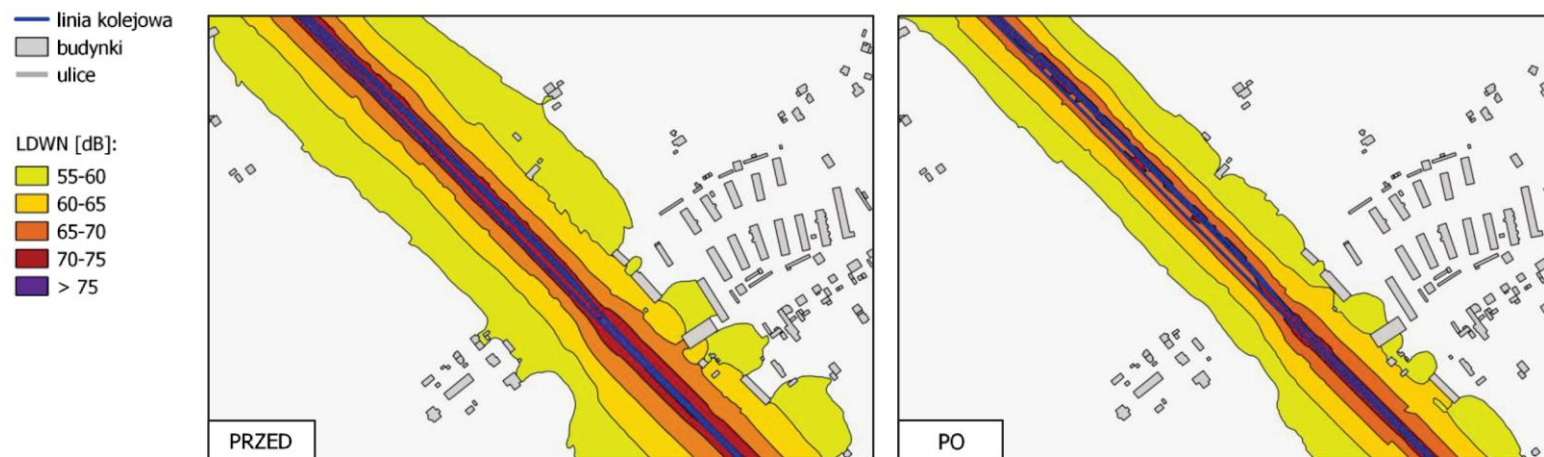 linia kolejowa
budynki
ulice
LDWN [dB]:
55-60
60-65
65-70
70-75
> 75
PRZED
PO